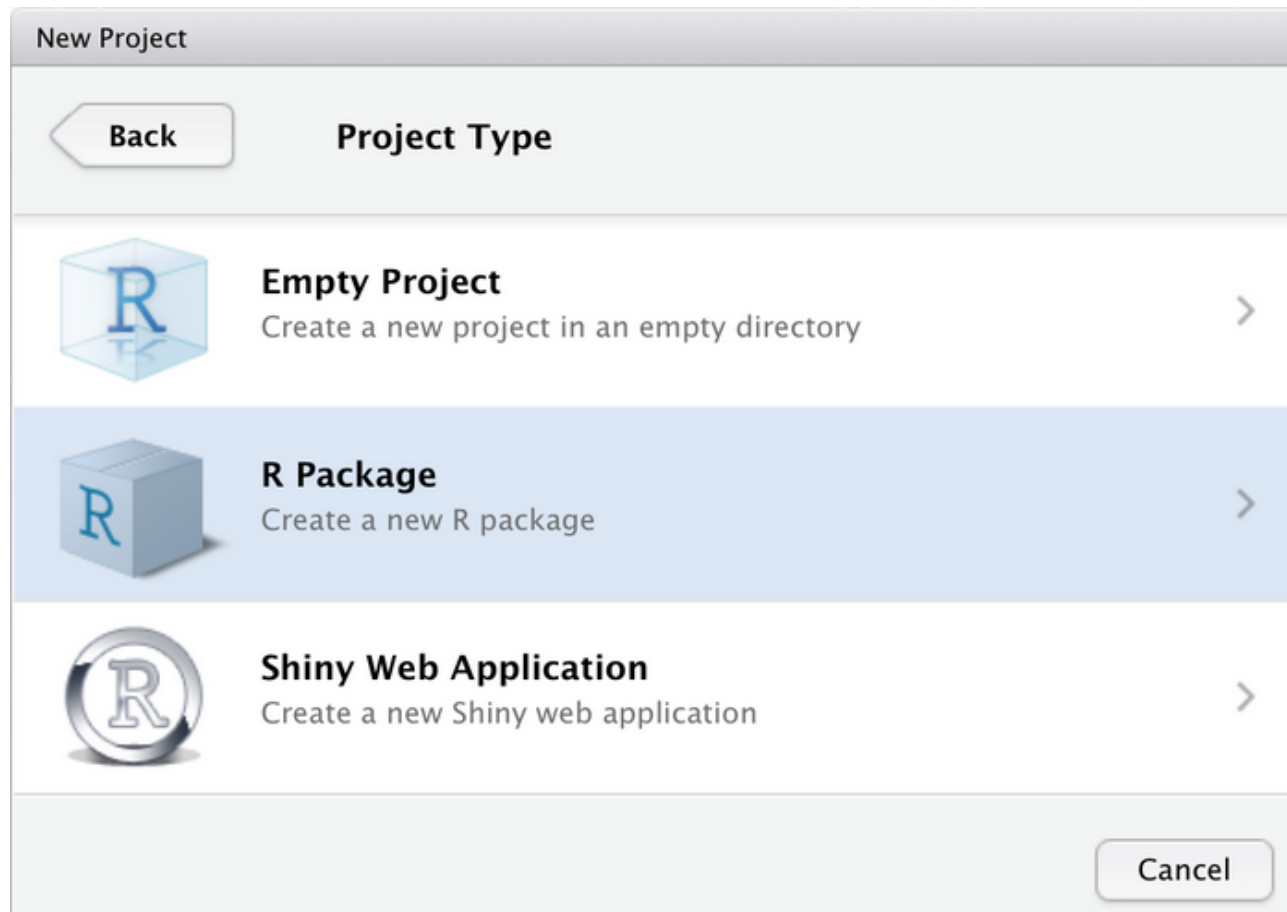 New Project
Back
Project Type
R
Empty Project
Create a new project in an empty directory
R
R Package
Create a new R package
R
Shiny Web Application
Create a new Shiny web application
Cancel